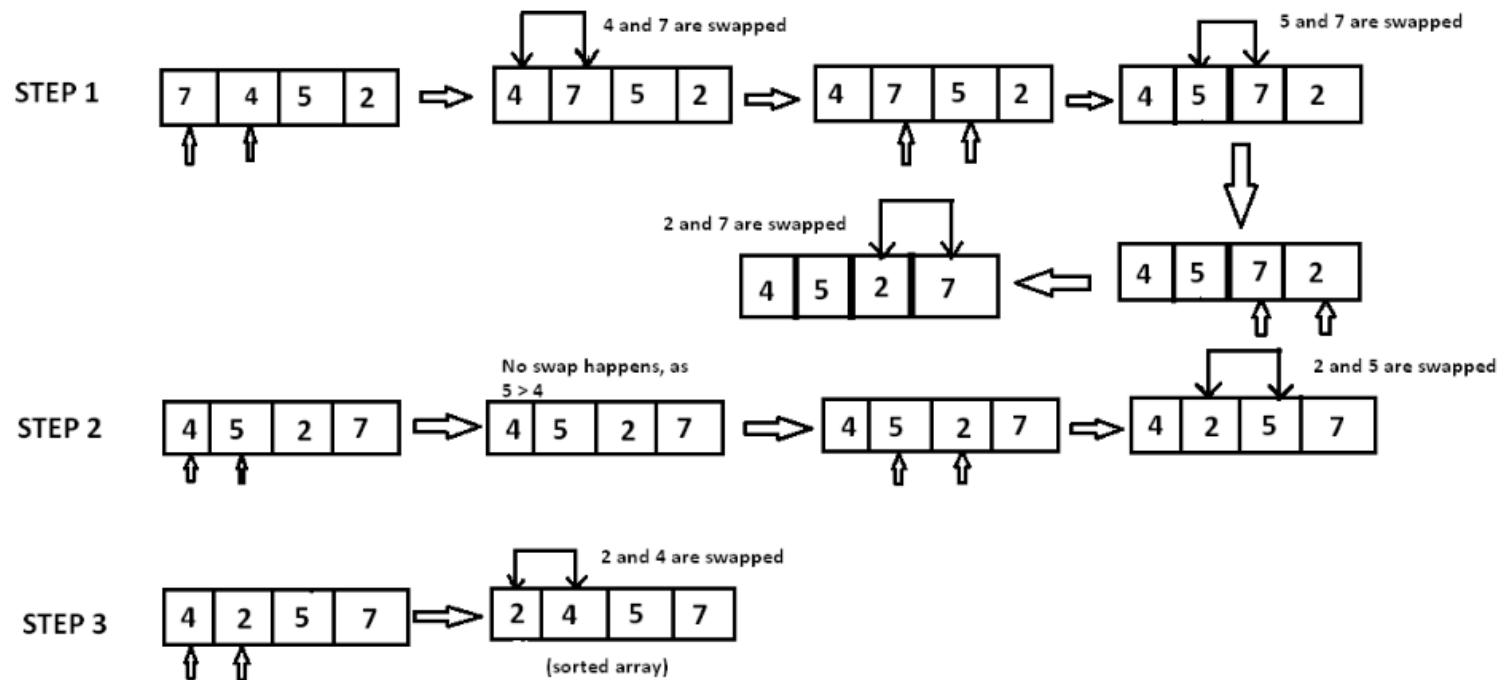 4 and 7 are swapped
5 and 7 are swapped
STEP 1
7 4 5 2
4 7 5 2
4 7 5 2
4 5 7 2
2 and 7 are swapped
4 5 2 7
4 5 7 2
No swap happens, as
5 > 4
2 and 5 are swapped
STEP 2
4 5 2 7
4 5 2 7
4 5 2 7
4 2 5 7
2 and 4 are swapped
STEP 3
4 2 5 7
2 4 5 7
(sorted array)